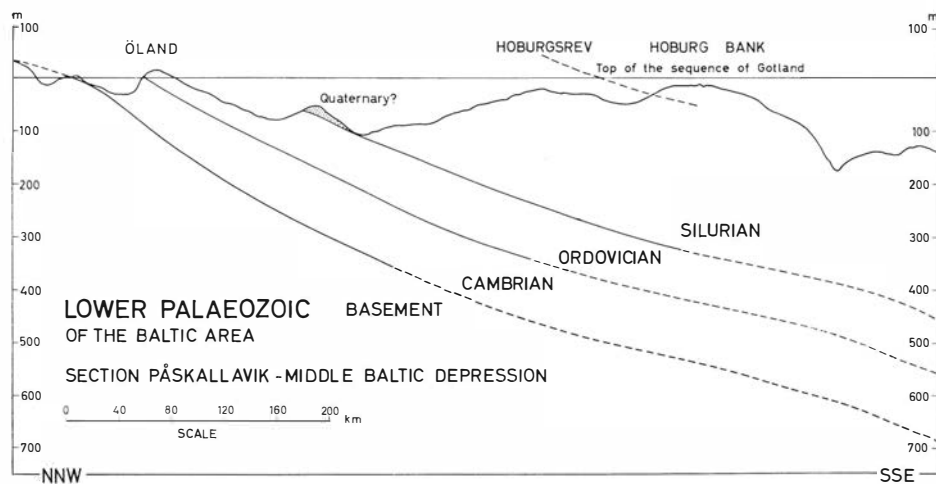 m
100
ÖLAND
HOBURGSREV
HOBURG BANK
Top of the sequence of Gotland
m
100
Quaternary?
100
200
300
400
500
600
700
100
200
300
400
500
600
700
SILURIAN
ORDOVICIAN
CAMBRIAN
BASEMENT
LOWER PALAEOZOIC
OF THE BALTIC AREA
SECTION PÅSKALLAVIK - MIDDLE BALTIC DEPRESSION
0 40 80 120 160 200 km
SCALE
NNW
SSE